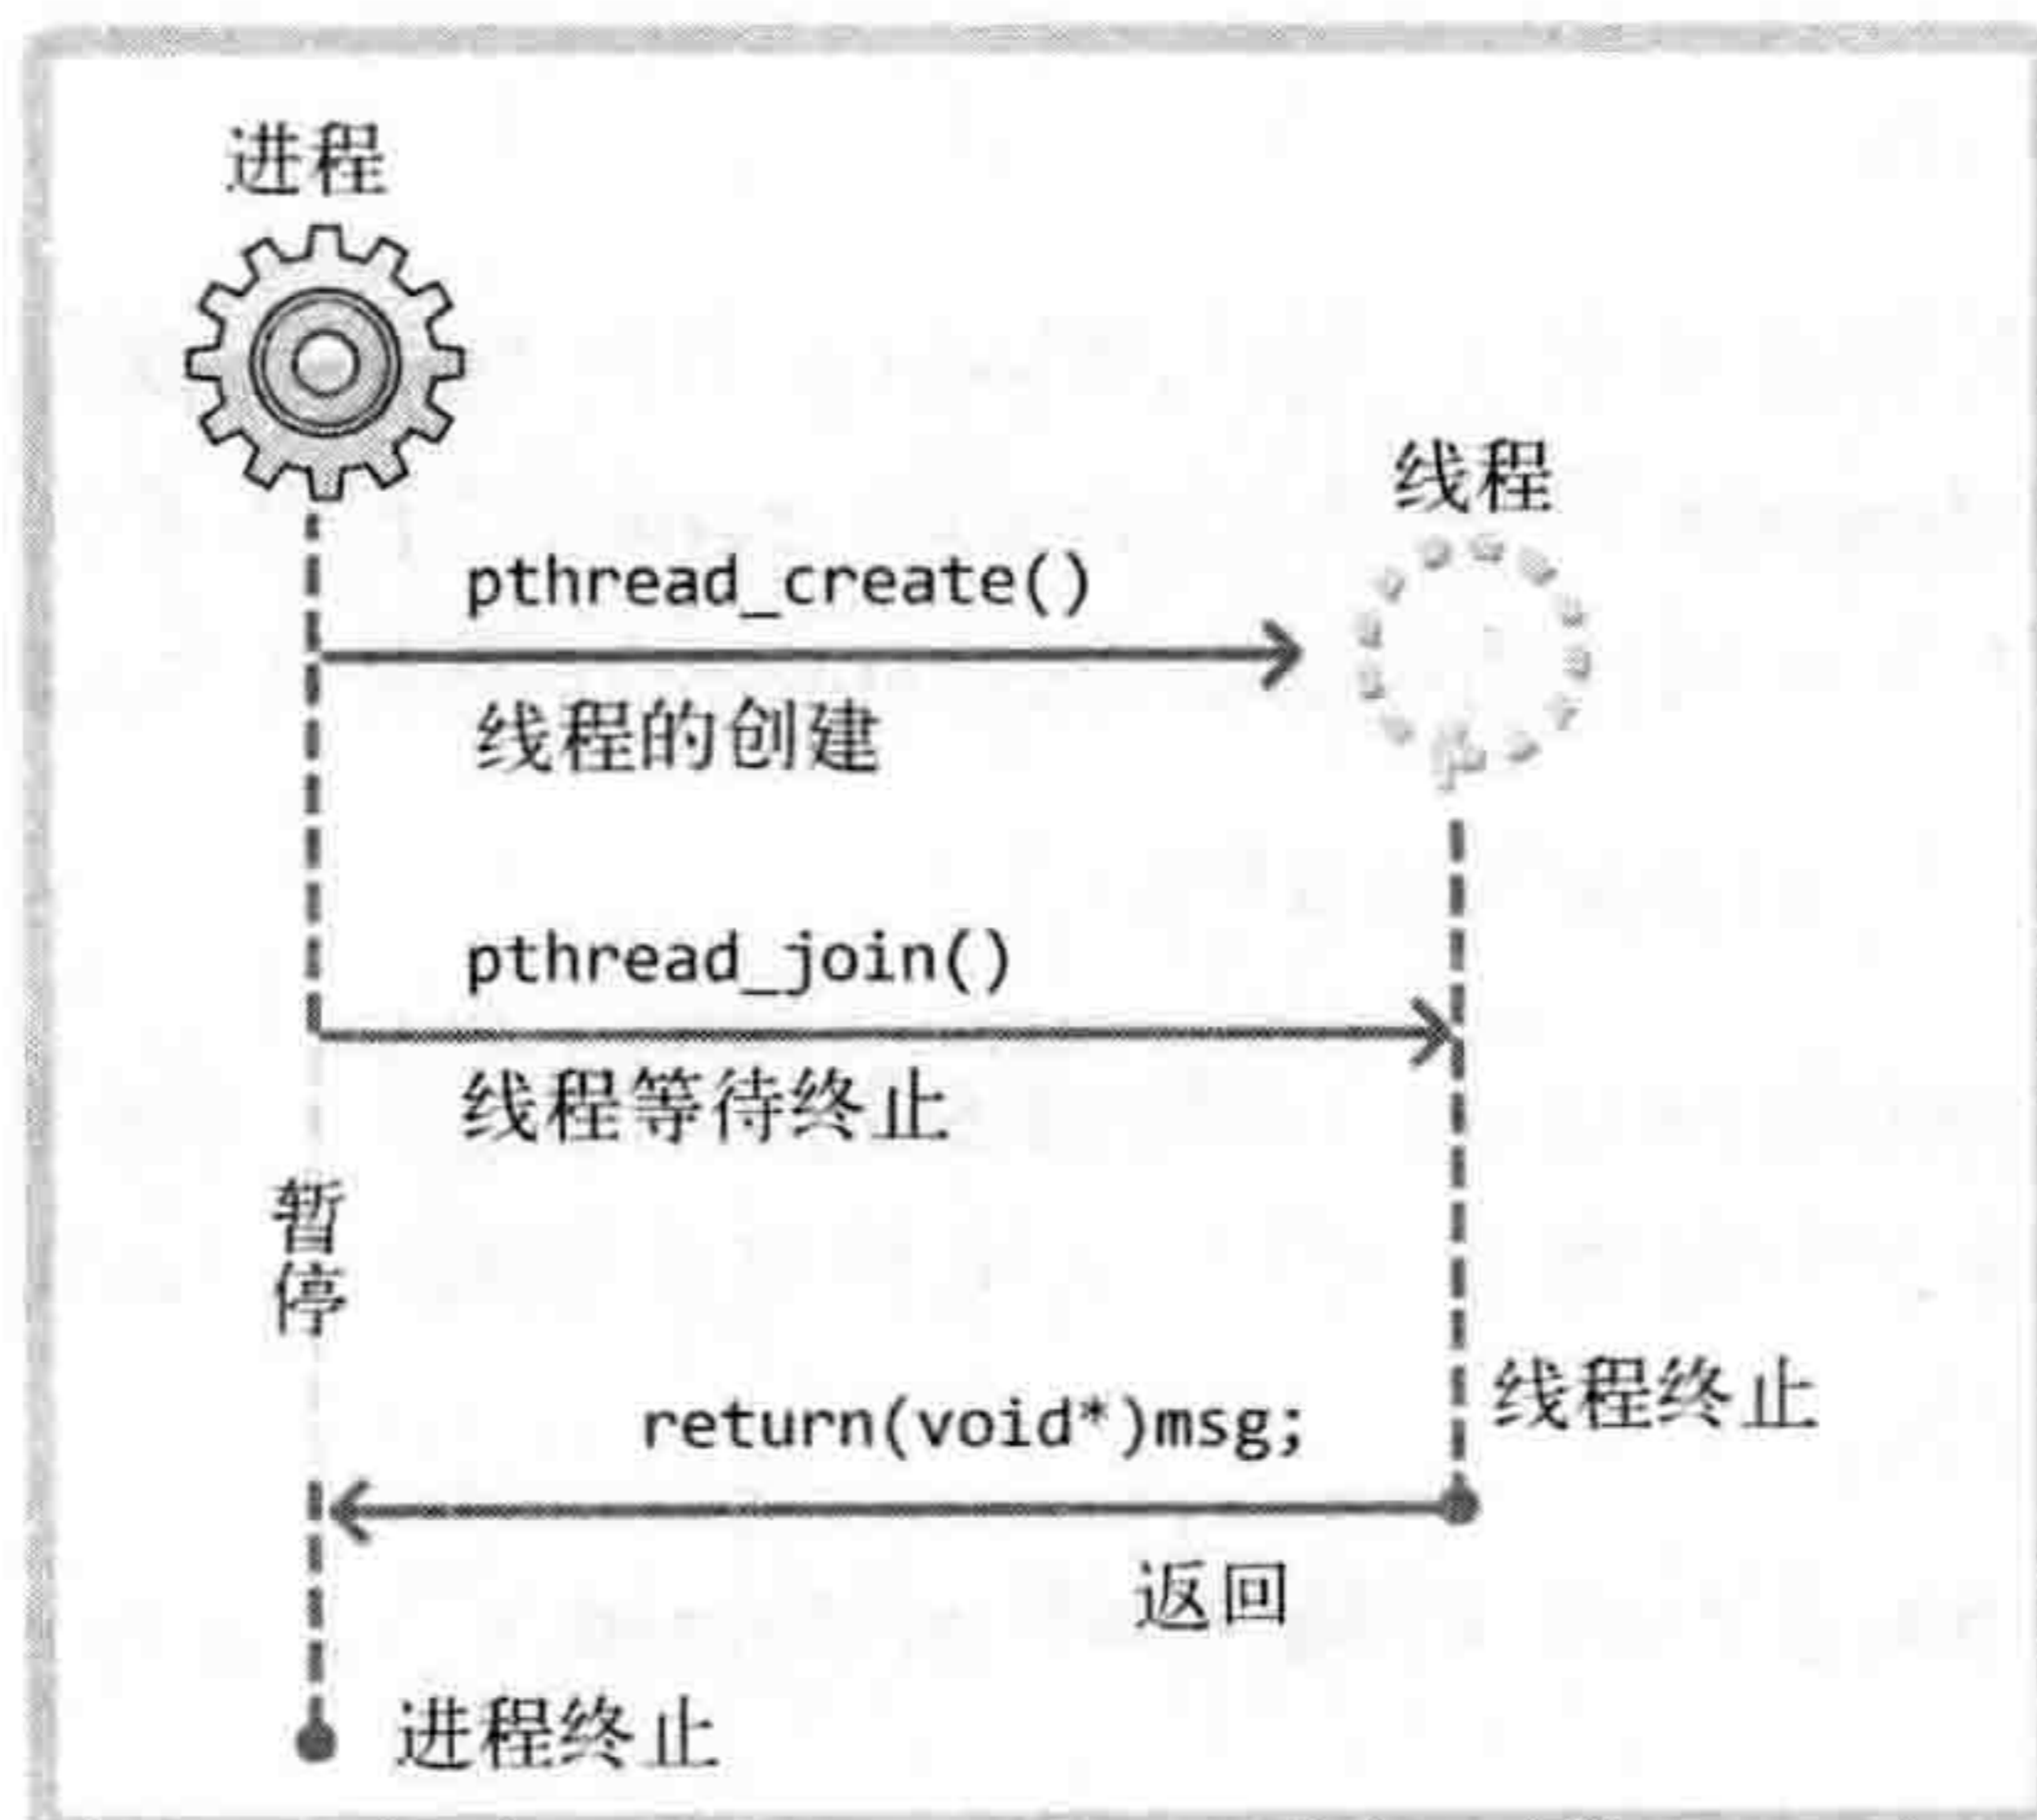 进程
线程
pthread_create()
线程的创建
pthread_join()
线程等待终止
暂
停
线程终止
return(void*)msg;
返回
进程终止